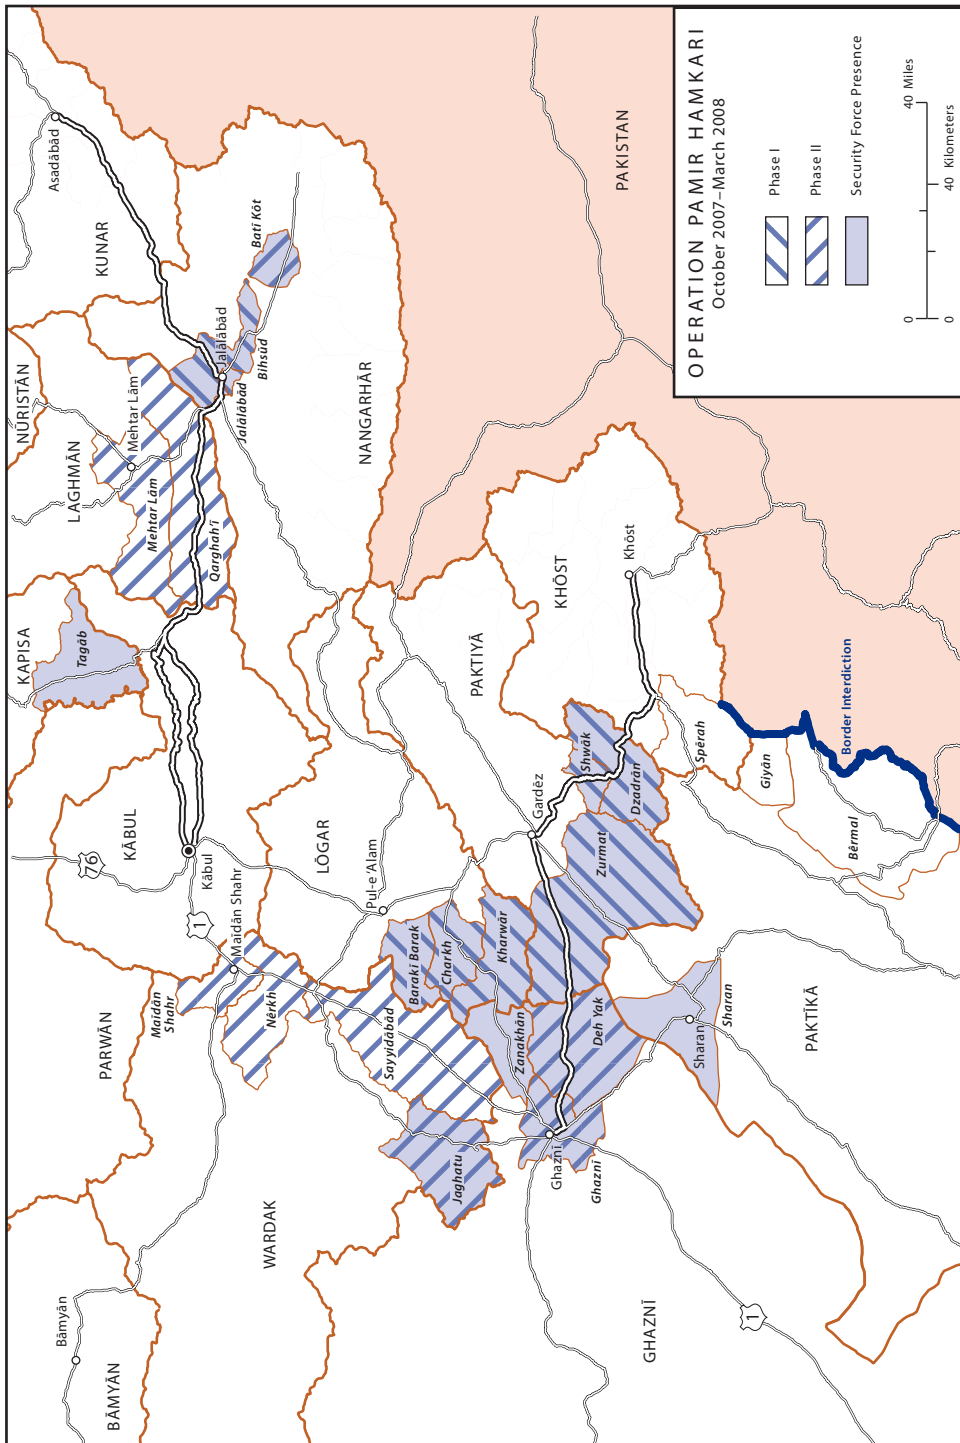 OPERATION PAMIR HAMKARI
October 2007–March 2008
Phase I
Phase II
Security Force Presence
0
40 Miles
0
40 Kilometers
BĀMYĀN
Bāmyān
PARWĀN
KĀBUL
76
KAPISA
Tagāb
LAGHMĀN
NŪRISTĀN
KUNAR
Asadābād
Mehtar Lām
Mehtar Lām
Qarghah'ī
Jalālābād
Jalālābād
Bihsūd
Bati Kōt
NANGARHĀR
PAKISTAN
WARDAK
Maīdān
Shahr
Maīdān Shahr
1
Kābul
Nērkh
Sayyidābād
Jaghatu
LŌGAR
Pul-e 'Alam
Baraki Barak
Charkh
Kharwār
PAKTIYĀ
Gardēz
Zurmat
Shwāk
Dzadrān
KHŌST
Khōst
Zanakhān
Deh Yak
Ghaznī
Ghaznī
GHAZNĪ
1
Sharan
Sharan
PAKTĪKĀ
Spērah
Giyān
Bērmal
Border Interdiction